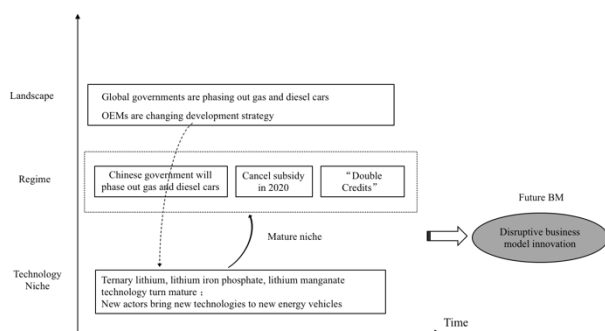 Landscape
Global governments are phasing out gas and diesel cars
OEMs are changing development strategy
Regime
Chinese government will
phase out gas and diesel cars
Cancel subsidy
in 2020
“Double
Credits”
Mature niche
Future BM
Disruptive business
model innovation
Technology
Niche
Ternary lithium, lithium iron phosphate, lithium manganate
technology turn mature ;
New actors bring new technologies to new energy vehicles
Time